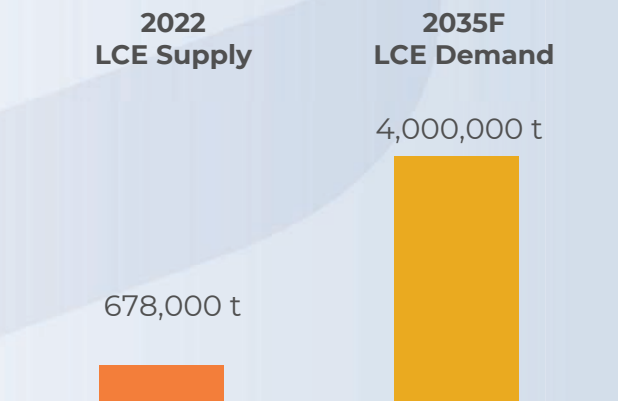 2022
LCE Supply
2035F
LCE Demand
4,000,000 t
678,000 t